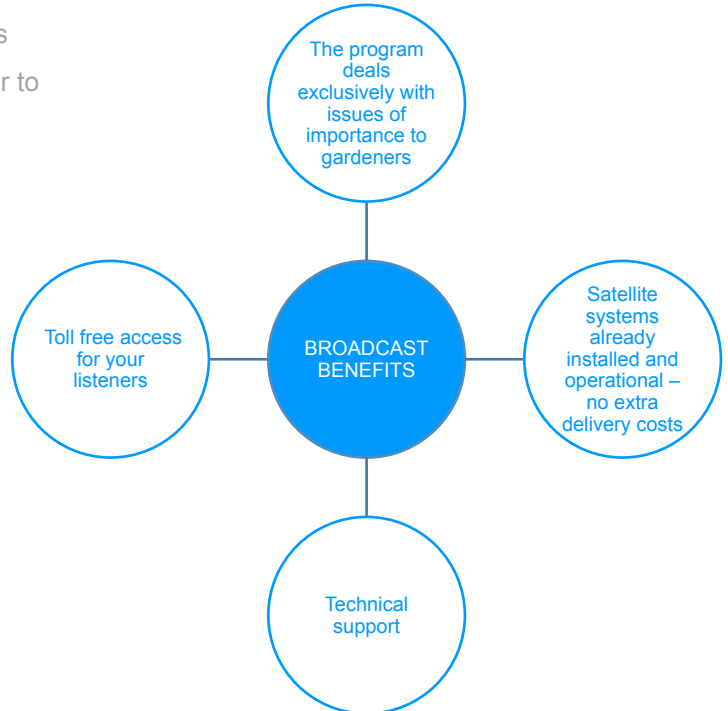 s
r to
The program
deals
exclusively with
issues of
importance to
gardeners
Toll free access
for your
listeners
BROADCAST
BENEFITS
Satellite
systems
already
installed and
operational –
no extra
delivery costs
Technical
support